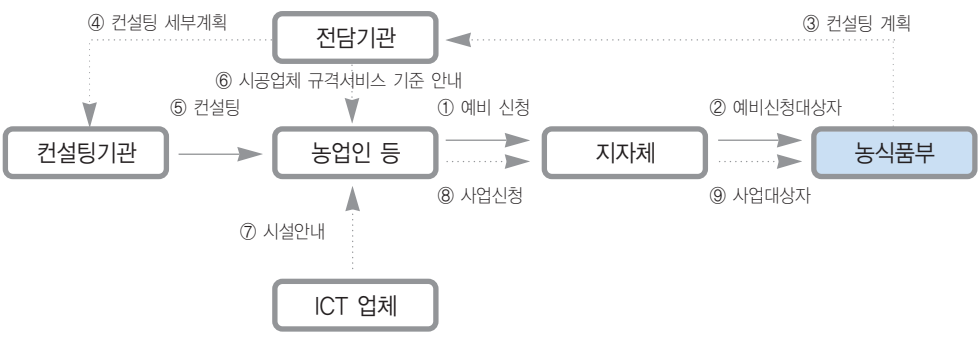 ④ 컨설팅 세부계획
전담기관
③ 컨설팅 계획
⑥ 시공업체 규격서비스 기준 안내
⑤ 컨설팅
① 예비 신청
② 예비신청대상자
컨설팅기관
농업인 등
지자체
농식품부
⑧ 사업신청
⑨ 사업대상자
⑦ 시설안내
ICT 업체